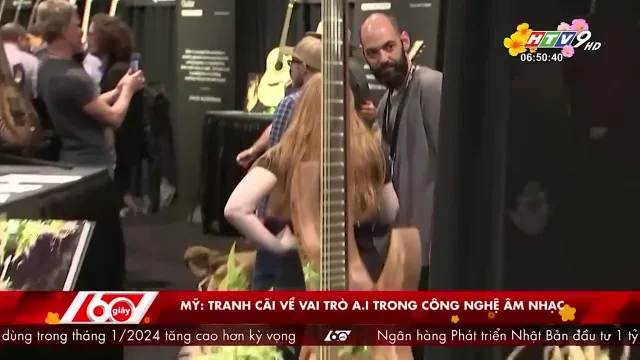 HTV9 HD
06:50:40
60 giây
MỸ: TRANH CÃI VỀ VAI TRÒ A.I TRONG CÔNG NGHỆ ÂM NHẠC
dùng trong tháng 1/2024 tăng cao hơn kỳ vọng 60 giây Ngân hàng Phát triển Nhật Bản đầu tư 1 tỷ